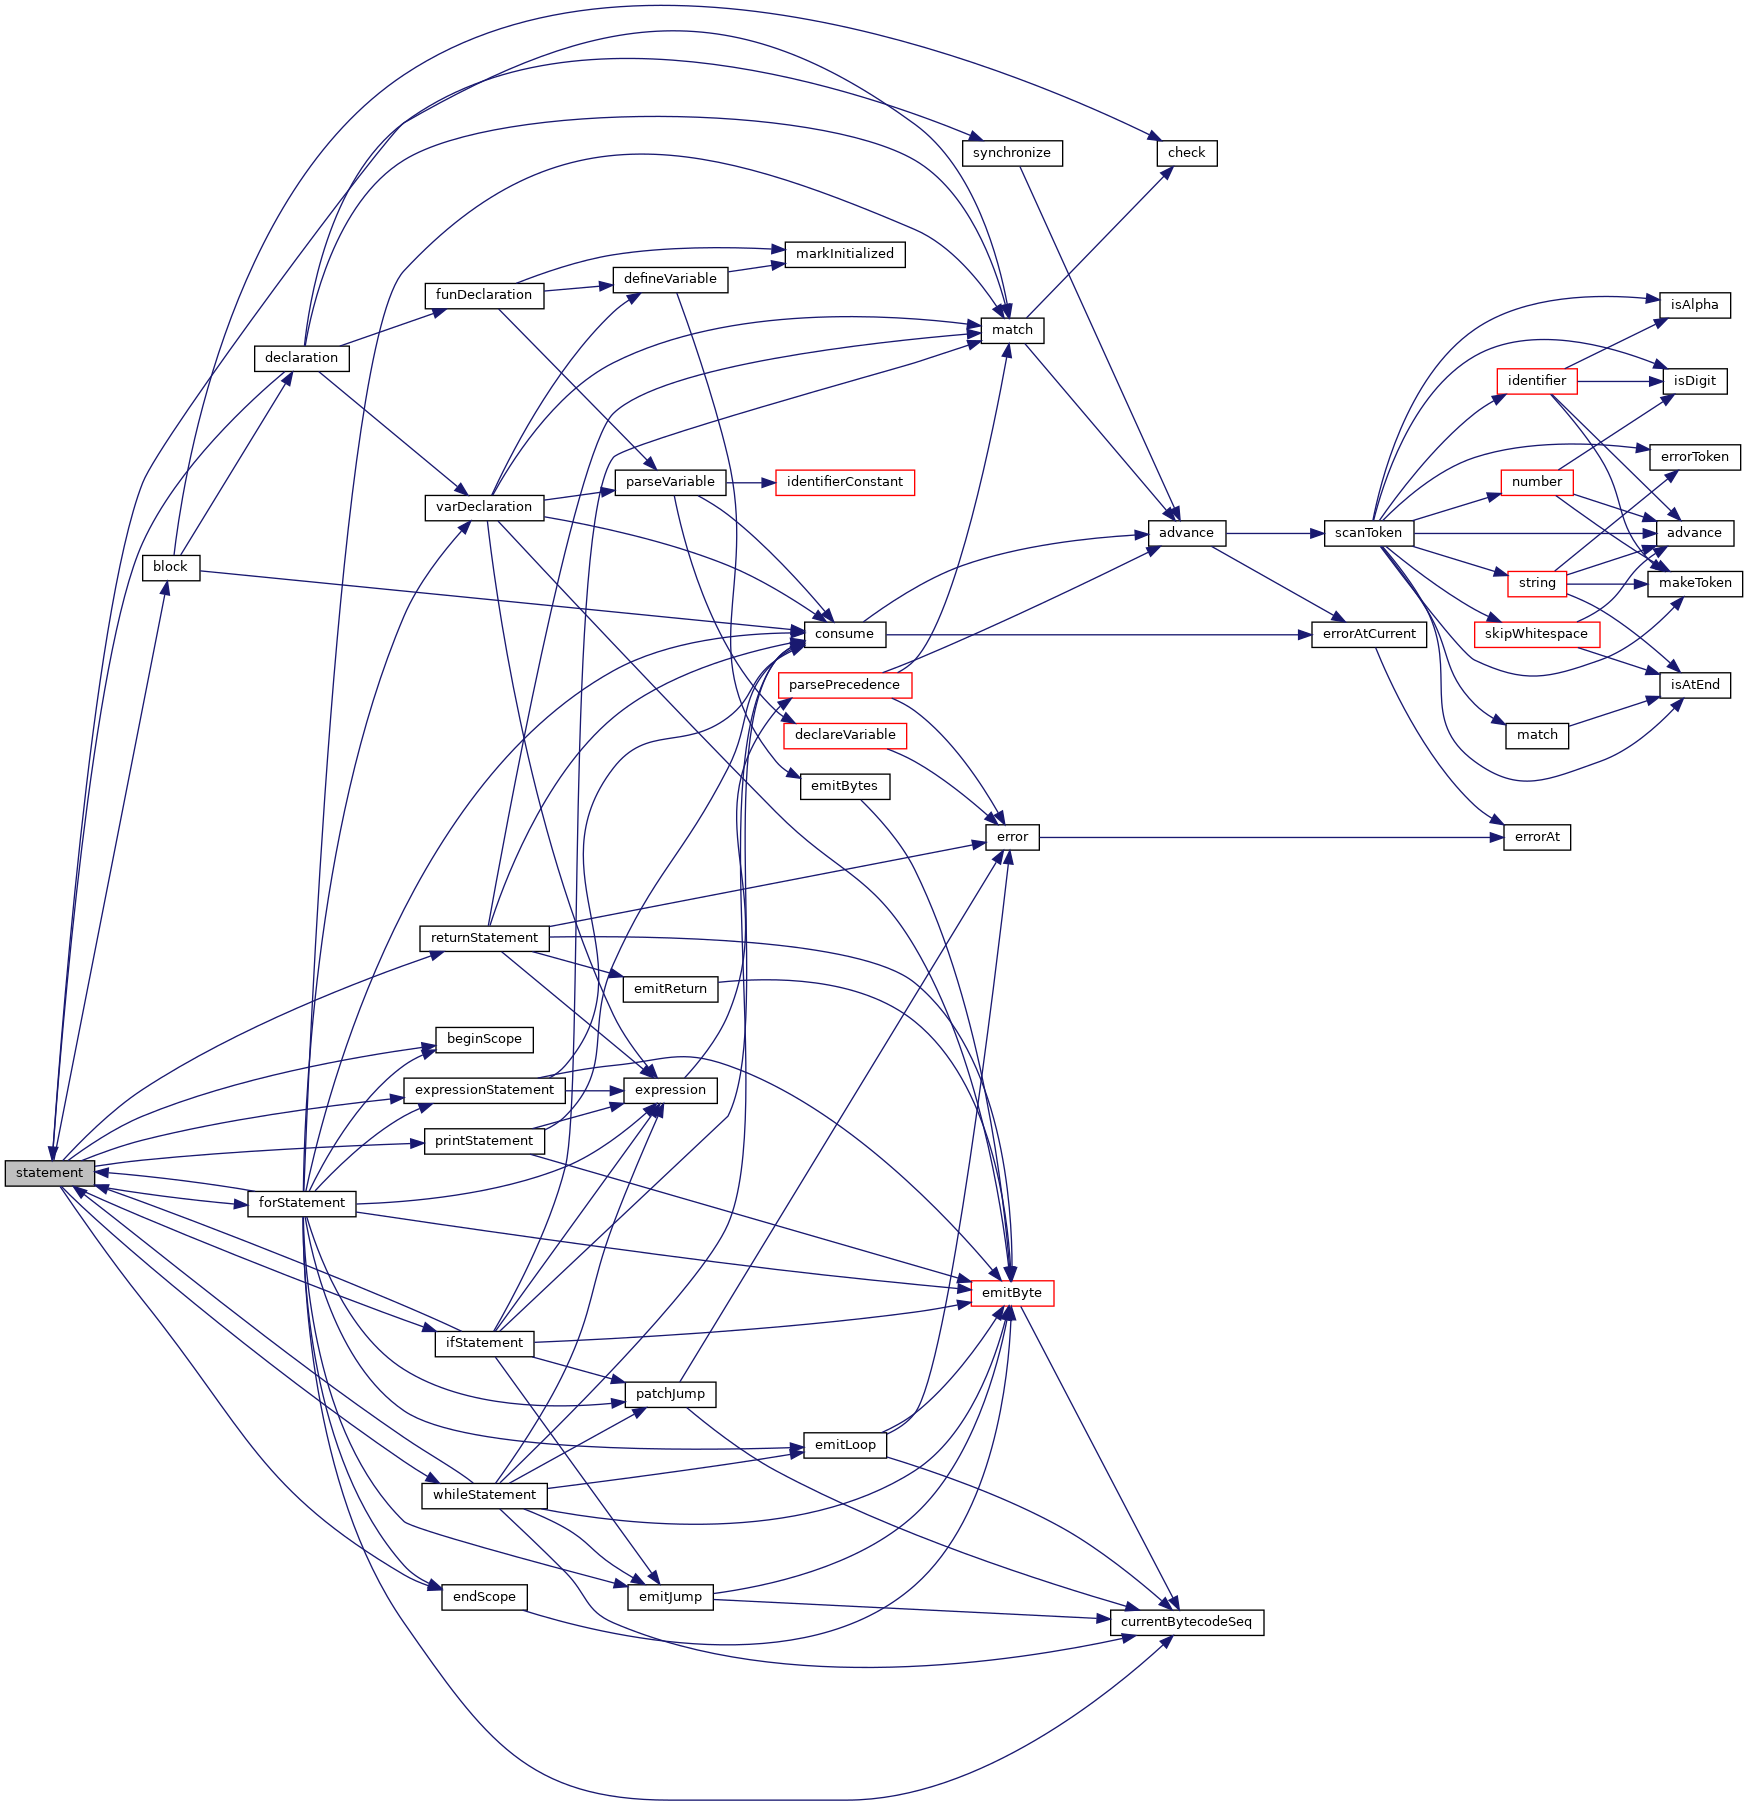 synchronize
check
markInitialized
defineVariable
funDeclaration
isAlpha
match
declaration
identifier
isDigit
errorToken
parseVariable
identifierConstant
number
varDeclaration
advance
scanToken
advance
block
string
makeToken
consume
errorAtCurrent
skipWhitespace
parsePrecedence
isAtEnd
declareVariable
match
emitBytes
error
errorAt
returnStatement
emitReturn
beginScope
expressionStatement
expression
printStatement
statement
forStatement
emitByte
ifStatement
patchJump
emitLoop
whileStatement
endScope
emitJump
currentBytecodeSeq